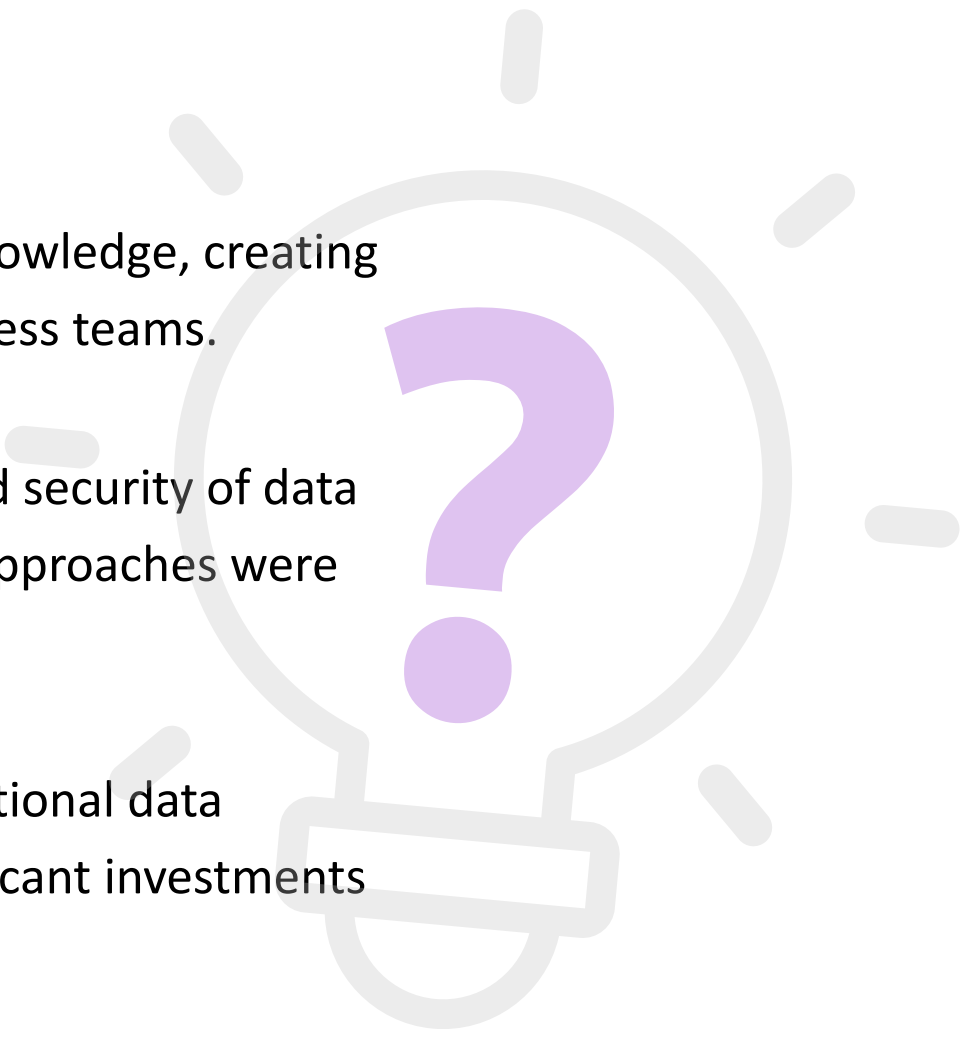 owledge, creating
ess teams.
d security of data
pproaches were
tional data
cant investments
?